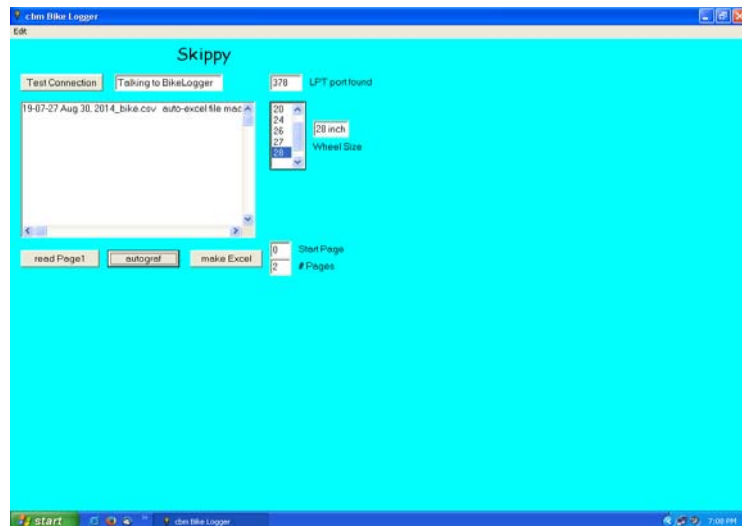 cbm Bike Logger
Edit
Skippy
Test Connection
Talking to BikeLogger
378
LPT port found
19-07-27 Aug 30, 2014_bike.csv auto-excel file mac
20
24
26
27
28
28 inch
Wheel Size
read Page1
autograf
make Excel
0
Start Page
2
# Pages
start
cbm Bike Logger
7:08 PM